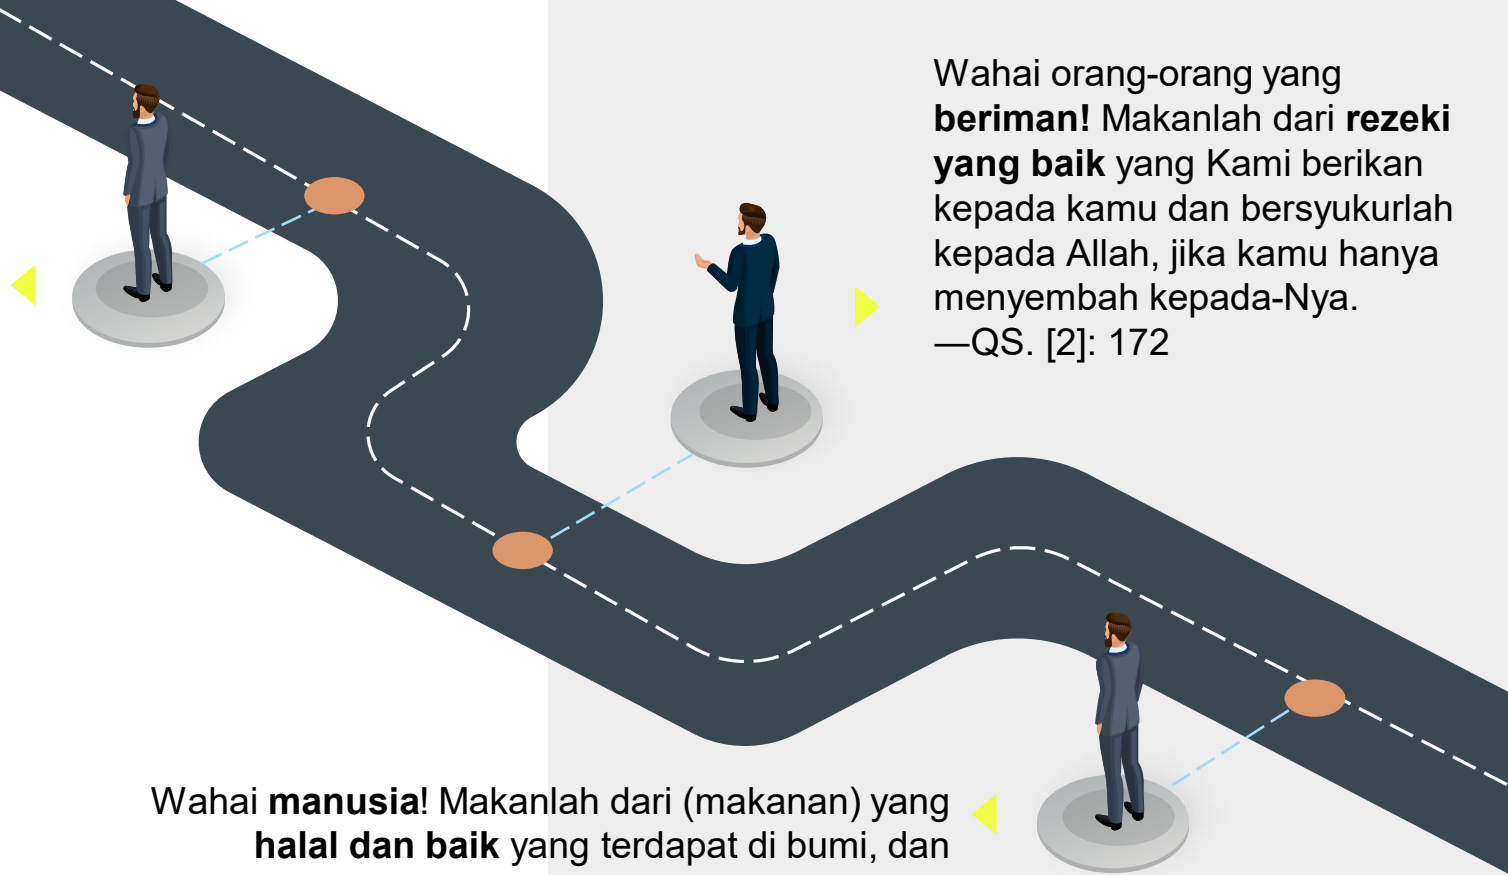 Wahai orang-orang yang
beriman! Makanlah dari rezeki
yang baik yang Kami berikan
kepada kamu dan bersyukurlah
kepada Allah, jika kamu hanya
menyembah kepada-Nya.
—QS. [2]: 172
Wahai manusia! Makanlah dari (makanan) yang
halal dan baik yang terdapat di bumi, dan